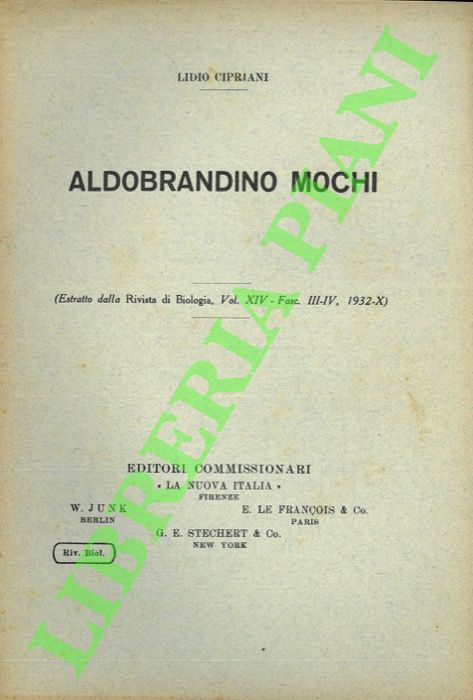 LIDIO CIPRIANI
ALDOBRANDINO MOCHI
(Estratto dalla Rivista di Biologia, Vol. XIV - Fasc. III-IV, 1932-X)
EDITORI COMMISSIONARI
« LA NUOVA ITALIA »
FIRENZE
W. JUNK
BERLIN
E. LE FRANÇOIS & Co.
PARIS
G. E. STECHERT & Co.
NEW YORK
Riv. Biol.
LIBRERIA PIANI